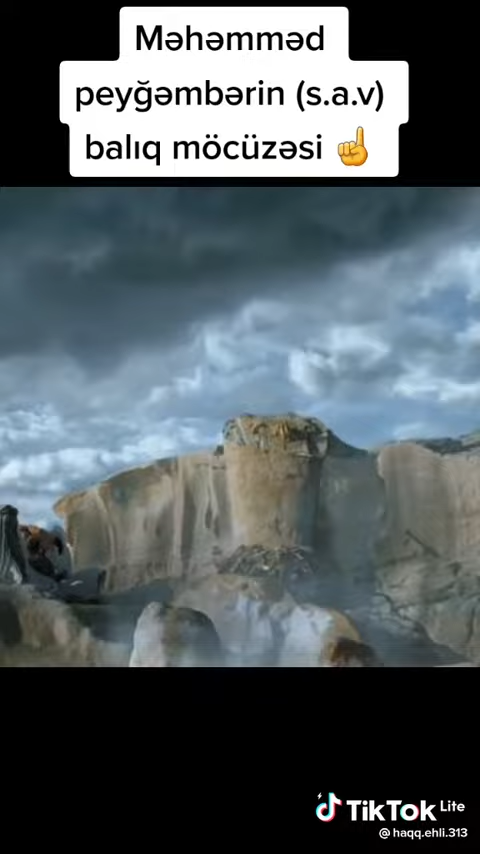 Məhəmməd
peyğəmbərin (s.a.v)
balıq möcüzəsi ☝️
TikTok Lite
@haqq.ehli.313